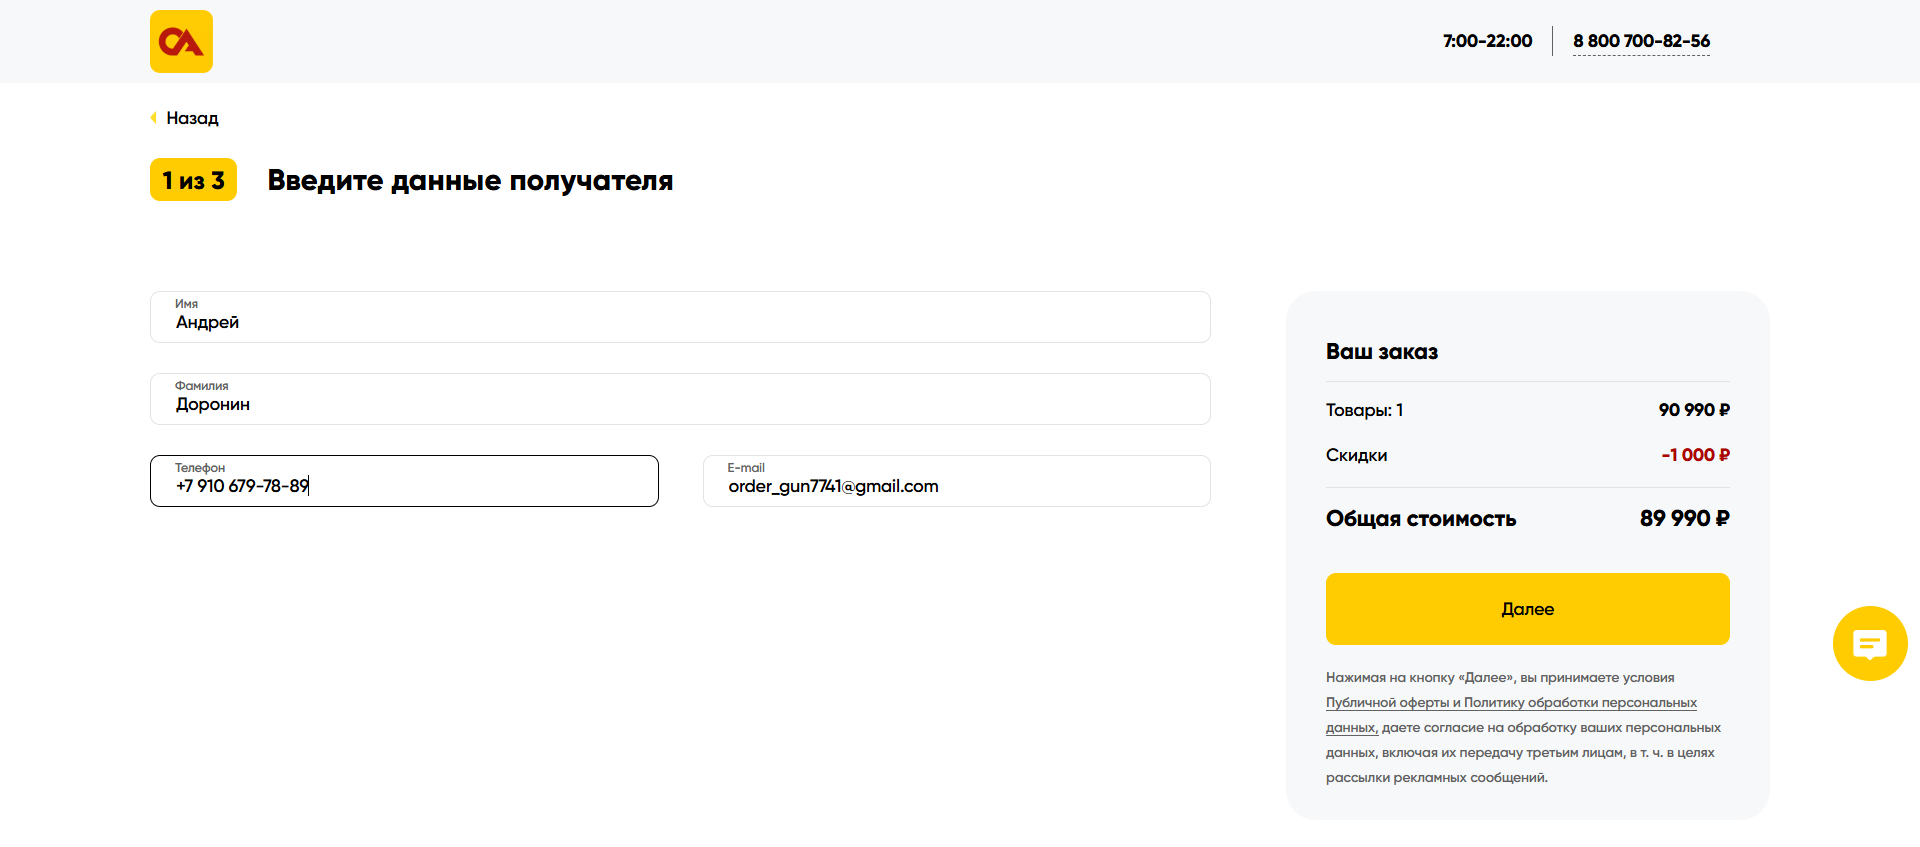 СА
7:00-22:00
8 800 700-82-56
Назад
1 из 3
Введите данные получателя
Имя
Андрей
Фамилия
Доронин
Телефон
+7 910 679-78-89
E-mail
order_gun7741@gmail.com
Ваш заказ
Товары: 1
90 990 ₽
Скидки
-1 000 ₽
Общая стоимость
89 990 ₽
Далее
Нажимая на кнопку «Далее», вы принимаете условия
Публичной оферты и Политику обработки персональных
данных, даете согласие на обработку ваших персональных
данных, включая их передачу третьим лицам, в т. ч. в целях
рассылки рекламных сообщений.